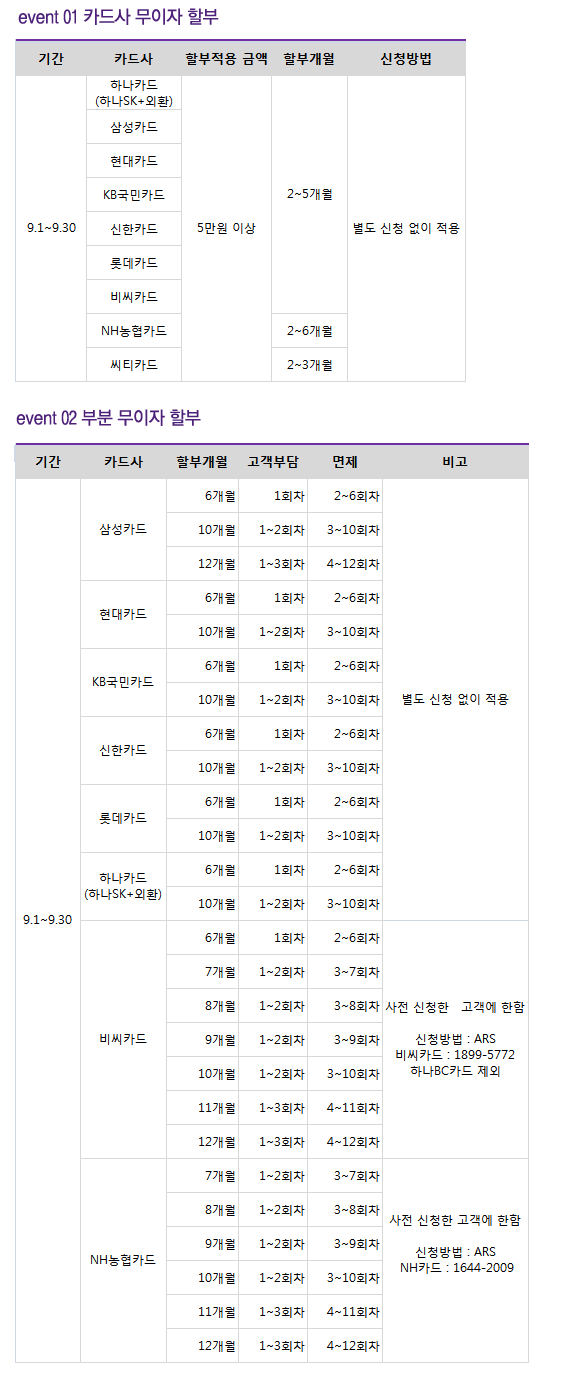 event 01 카드사 무이자 할부
기간 카드사 할부적용 금액 할부개월 신청방법
9.1~9.30
하나카드
(하나SK+외환)
삼성카드
현대카드
KB국민카드
신한카드
롯데카드
비씨카드
NH농협카드
씨티카드
5만원 이상
2~5개월
2~6개월
2~3개월
별도 신청 없이 적용
event 02 부분 무이자 할부
기간 카드사 할부개월 고객부담 면제 비고
9.1~9.30
삼성카드
6개월 1회차 2~6회차
10개월 1~2회차 3~10회차
12개월 1~3회차 4~12회차
현대카드
6개월 1회차 2~6회차
10개월 1~2회차 3~10회차
KB국민카드
6개월 1회차 2~6회차
10개월 1~2회차 3~10회차
신한카드
6개월 1회차 2~6회차
10개월 1~2회차 3~10회차
롯데카드
6개월 1회차 2~6회차
10개월 1~2회차 3~10회차
하나카드
(하나SK+외환)
6개월 1회차 2~6회차
10개월 1~2회차 3~10회차
별도 신청 없이 적용
비씨카드
6개월 1회차 2~6회차
7개월 1~2회차 3~7회차
8개월 1~2회차 3~8회차
9개월 1~2회차 3~9회차
10개월 1~2회차 3~10회차
11개월 1~3회차 4~11회차
12개월 1~3회차 4~12회차
사전 신청한 고객에 한함
신청방법 : ARS
비씨카드 : 1899-5772
하나BC카드 제외
NH농협카드
7개월 1~2회차 3~7회차
8개월 1~2회차 3~8회차
9개월 1~2회차 3~9회차
10개월 1~2회차 3~10회차
11개월 1~3회차 4~11회차
12개월 1~3회차 4~12회차
사전 신청한 고객에 한함
신청방법 : ARS
NH카드 : 1644-2009